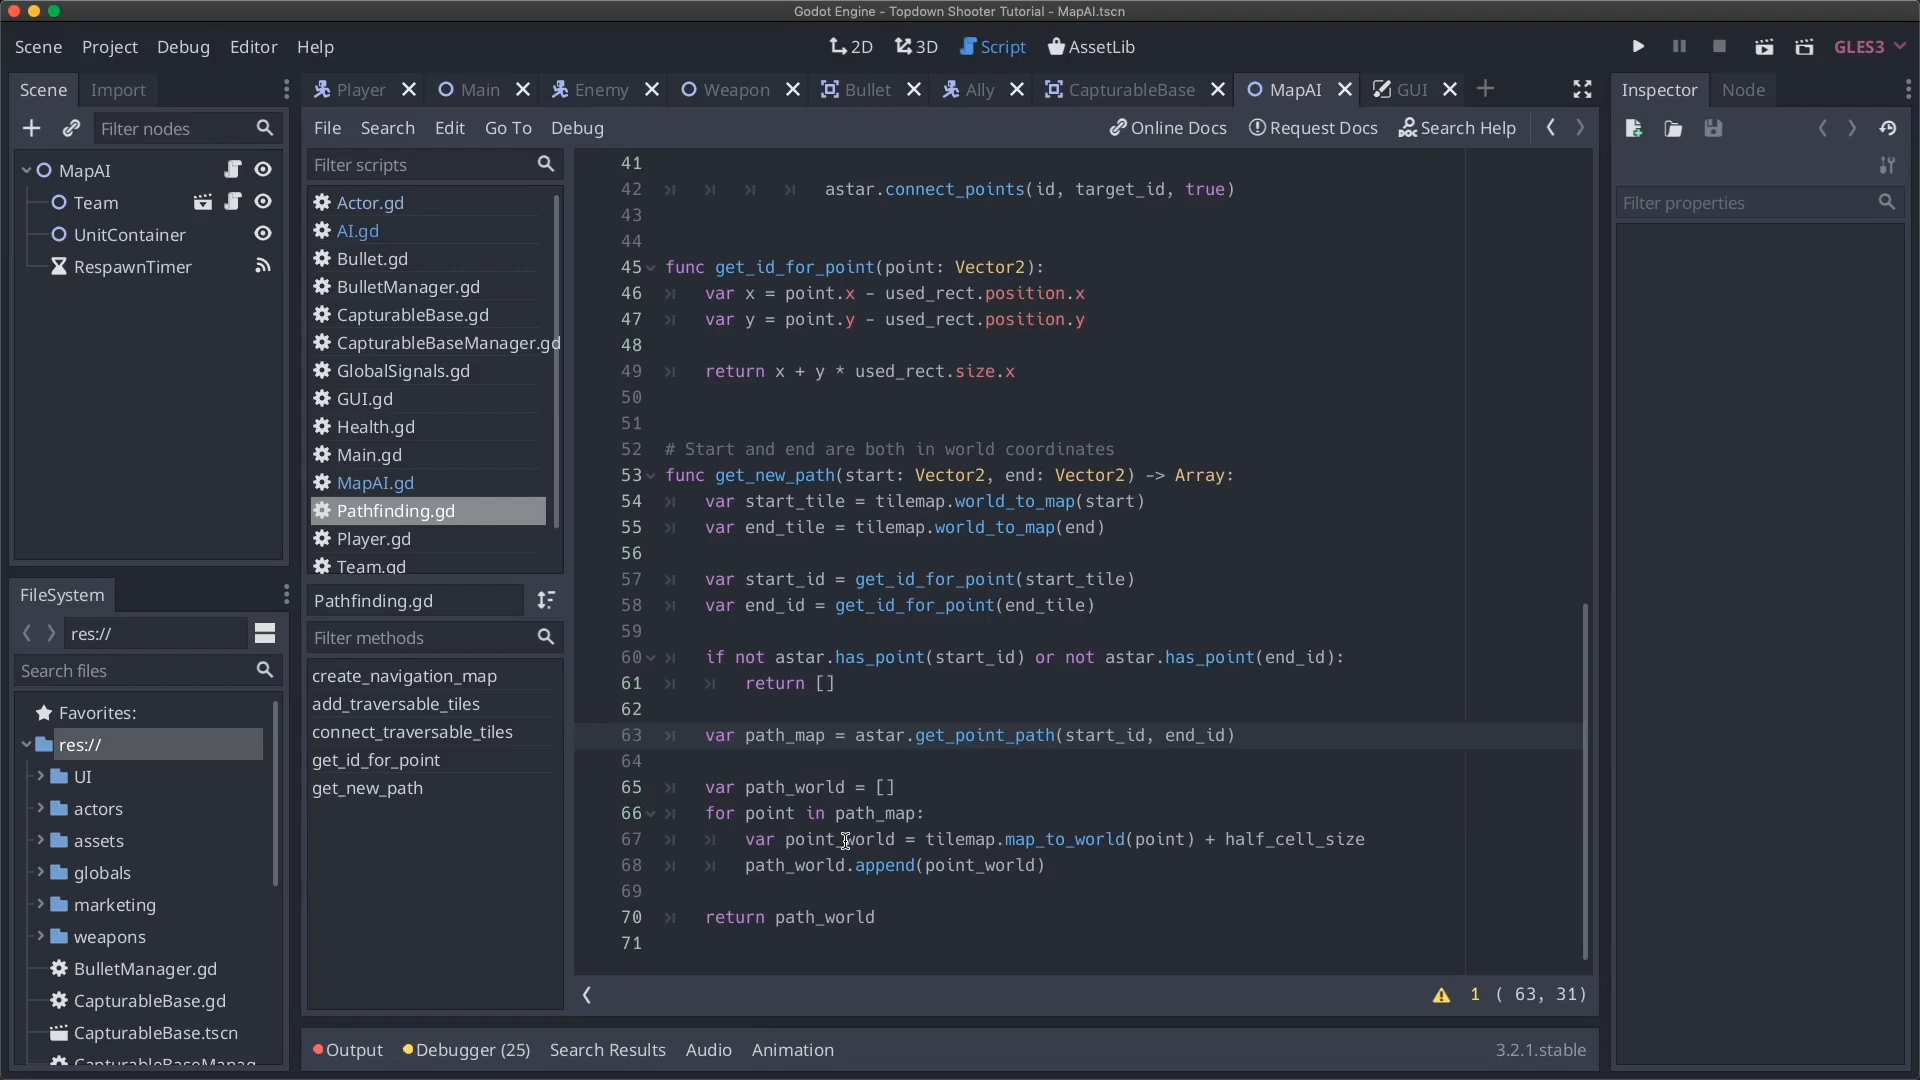 Godot Engine - Topdown Shooter Tutorial - MapAI.tscn
Scene Project Debug Editor Help
2D 3D Script AssetLib
GLES3
Scene Import
Filter nodes
MapAI
Team
UnitContainer
RespawnTimer
FileSystem
res://
Search files
Favorites:
res://
UI
actors
assets
globals
marketing
weapons
BulletManager.gd
CapturableBase.gd
CapturableBase.tscn
CapturableBaseManag
Player Main Enemy Weapon Bullet Ally CapturableBase MapAI GUI
File Search Edit Go To Debug
Online Docs Request Docs Search Help
Filter scripts
Actor.gd
AI.gd
Bullet.gd
BulletManager.gd
CapturableBase.gd
CapturableBaseManager.gd
GlobalSignals.gd
GUI.gd
Health.gd
Main.gd
MapAI.gd
Pathfinding.gd
Player.gd
Team.gd
Pathfinding.gd
Filter methods
create_navigation_map
add_traversable_tiles
connect_traversable_tiles
get_id_for_point
get_new_path
41
42 astar.connect_points(id, target_id, true)
43
44
45 func get_id_for_point(point: Vector2):
46 var x = point.x - used_rect.position.x
47 var y = point.y - used_rect.position.y
48
49 return x + y * used_rect.size.x
50
51
52 # Start and end are both in world coordinates
53 func get_new_path(start: Vector2, end: Vector2) -> Array:
54 var start_tile = tilemap.world_to_map(start)
55 var end_tile = tilemap.world_to_map(end)
56
57 var start_id = get_id_for_point(start_tile)
58 var end_id = get_id_for_point(end_tile)
59
60 if not astar.has_point(start_id) or not astar.has_point(end_id):
61 return []
62
63 var path_map = astar.get_point_path(start_id, end_id)
64
65 var path_world = []
66 for point in path_map:
67 var point_world = tilemap.map_to_world(point) + half_cell_size
68 path_world.append(point_world)
69
70 return path_world
71
1 ( 63, 31)
Output Debugger (25) Search Results Audio Animation 3.2.1.stable
Inspector Node
Filter properties